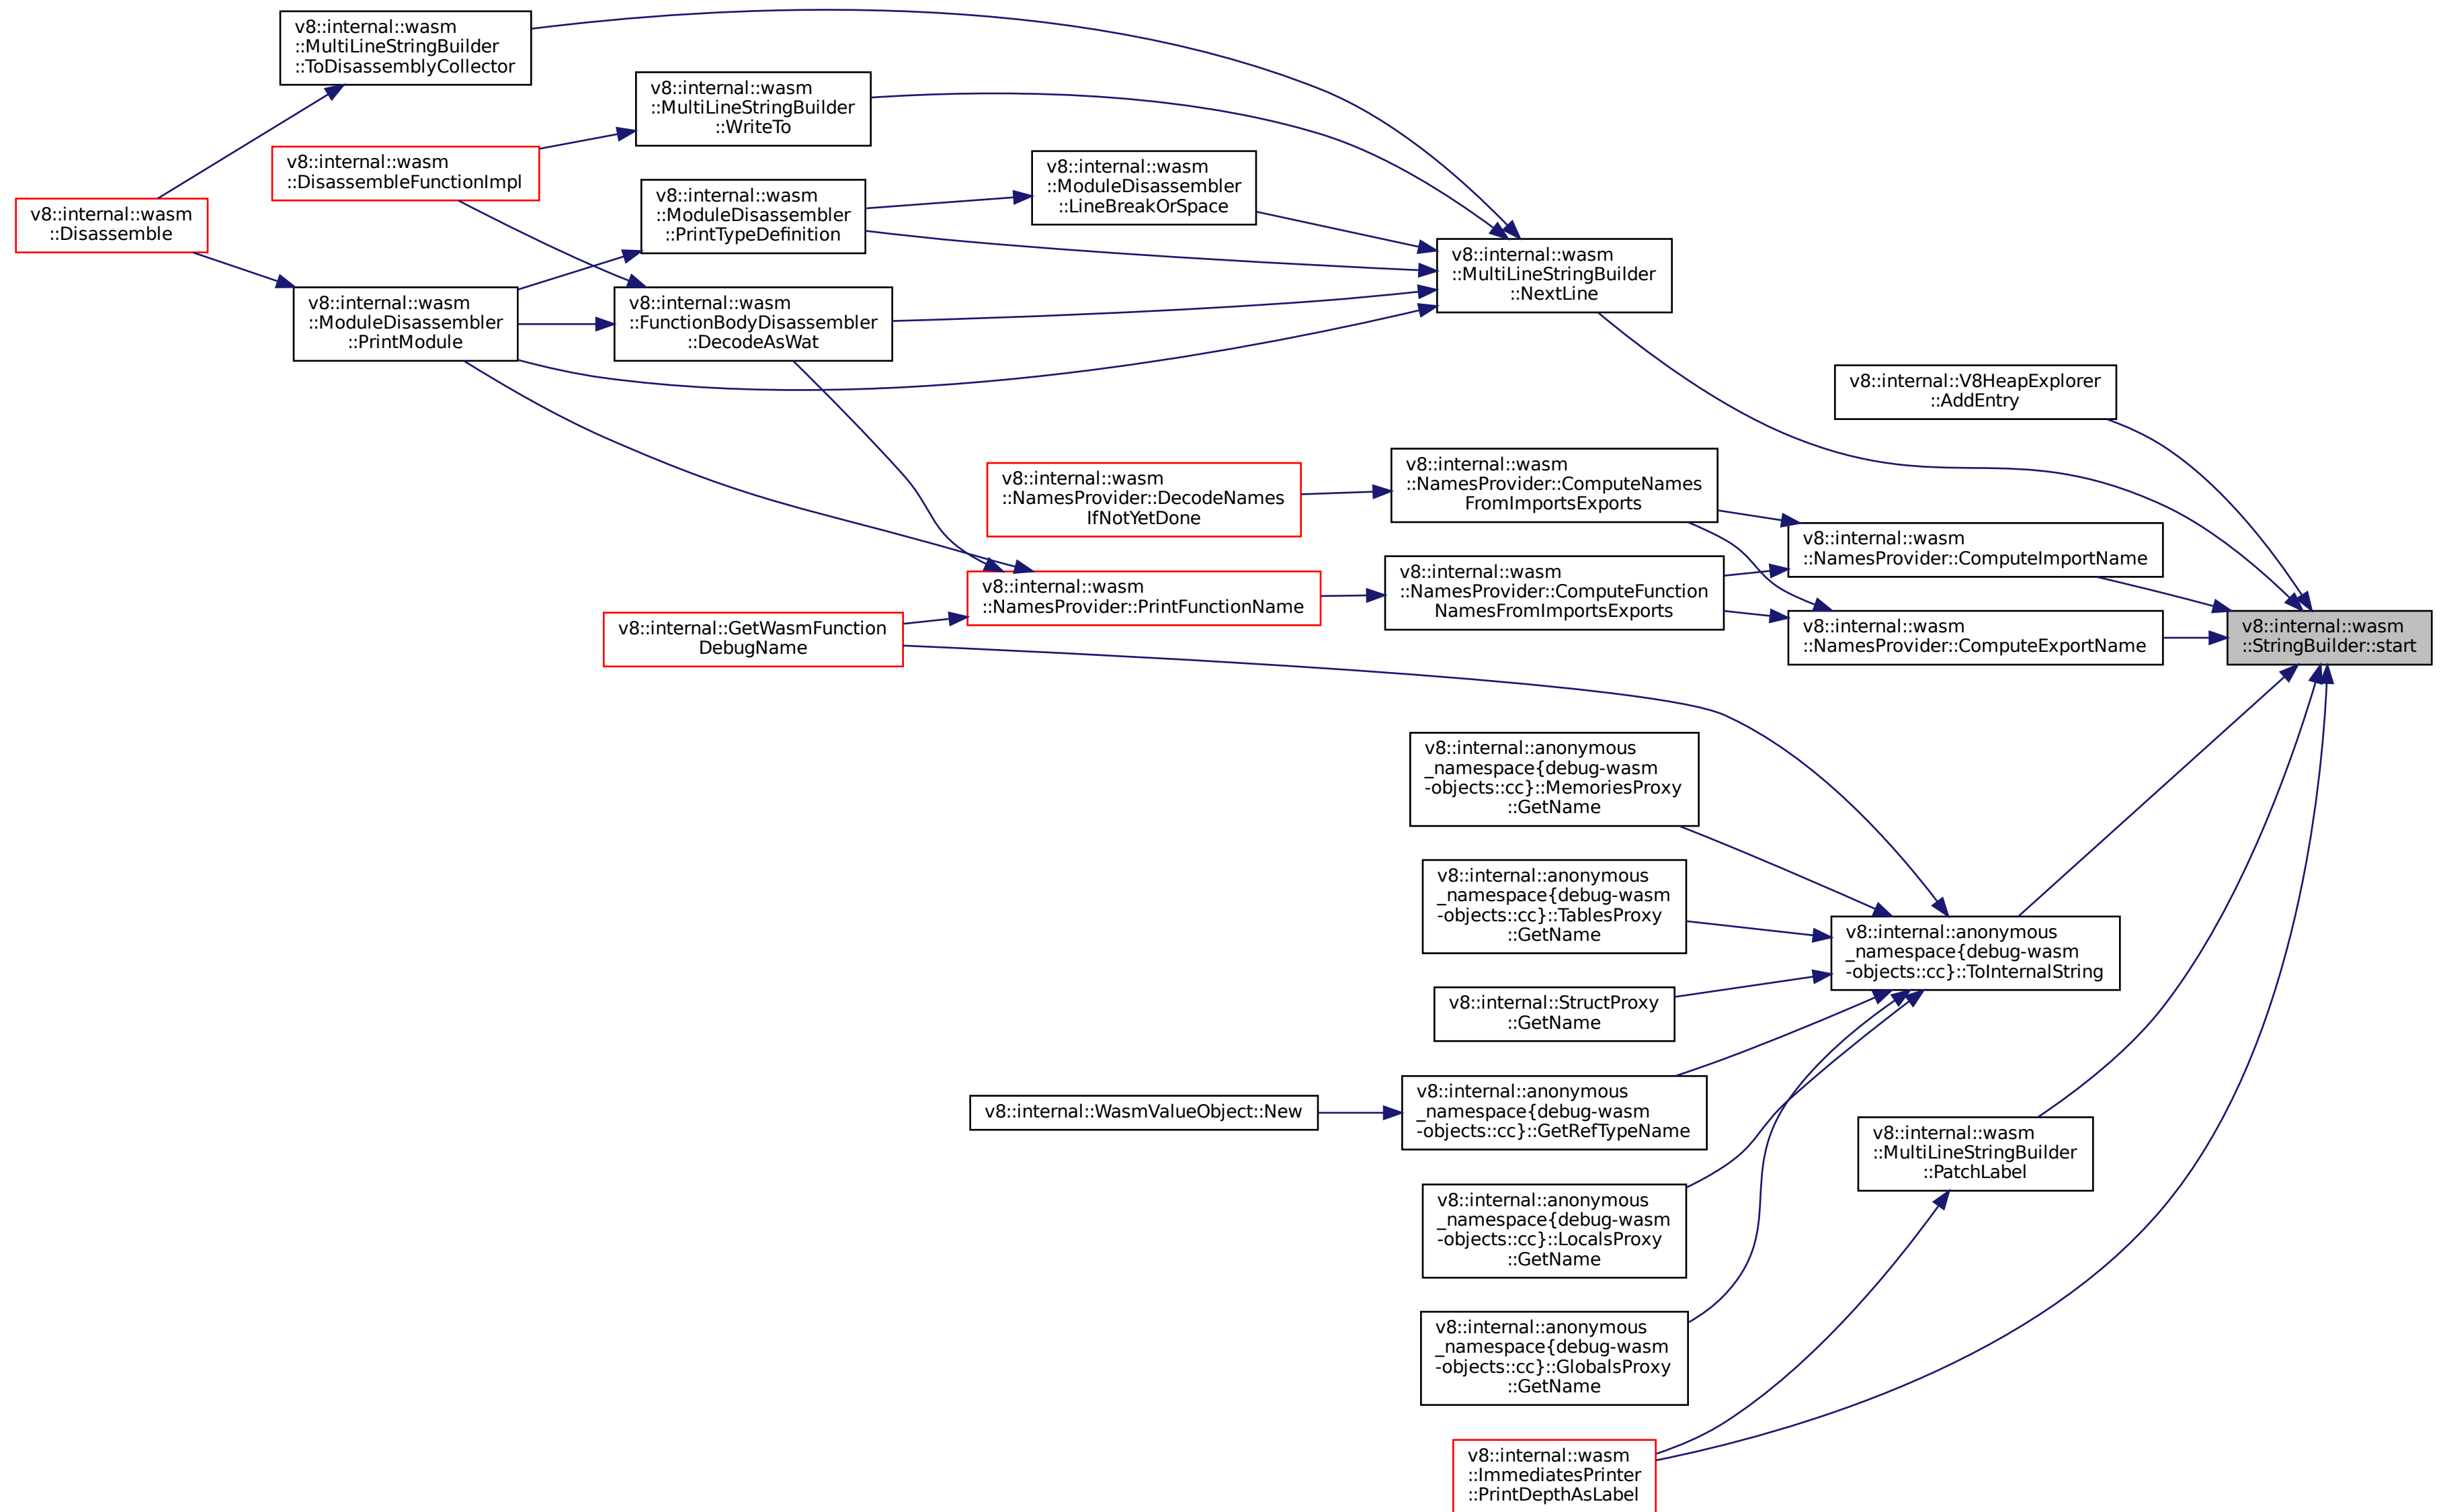 v8::internal::wasm
::MultiLineStringBuilder
::ToDisassemblyCollector
v8::internal::wasm
::MultiLineStringBuilder
::WriteTo
v8::internal::wasm
::DisassembleFunctionImpl
v8::internal::wasm
::ModuleDisassembler
::LineBreakOrSpace
v8::internal::wasm
::Disassemble
v8::internal::wasm
::ModuleDisassembler
::PrintTypeDefinition
v8::internal::wasm
::MultiLineStringBuilder
::NextLine
v8::internal::wasm
::ModuleDisassembler
::PrintModule
v8::internal::wasm
::FunctionBodyDisassembler
::DecodeAsWat
v8::internal::V8HeapExplorer
::AddEntry
v8::internal::wasm
::NamesProvider::DecodeNames
IfNotYetDone
v8::internal::wasm
::NamesProvider::ComputeNames
FromImportsExports
v8::internal::wasm
::NamesProvider::ComputeImportName
v8::internal::wasm
::NamesProvider::PrintFunctionName
v8::internal::wasm
::NamesProvider::ComputeFunction
NamesFromImportsExports
v8::internal::wasm
::NamesProvider::ComputeExportName
v8::internal::wasm
::StringBuilder::start
v8::internal::GetWasmFunction
DebugName
v8::internal::anonymous
_namespace{debug-wasm
-objects::cc}::MemoriesProxy
::GetName
v8::internal::anonymous
_namespace{debug-wasm
-objects::cc}::TablesProxy
::GetName
v8::internal::anonymous
_namespace{debug-wasm
-objects::cc}::ToInternalString
v8::internal::StructProxy
::GetName
v8::internal::WasmValueObject::New
v8::internal::anonymous
_namespace{debug-wasm
-objects::cc}::GetRefTypeName
v8::internal::wasm
::MultiLineStringBuilder
::PatchLabel
v8::internal::anonymous
_namespace{debug-wasm
-objects::cc}::LocalsProxy
::GetName
v8::internal::anonymous
_namespace{debug-wasm
-objects::cc}::GlobalsProxy
::GetName
v8::internal::wasm
::ImmediatesPrinter
::PrintDepthAsLabel